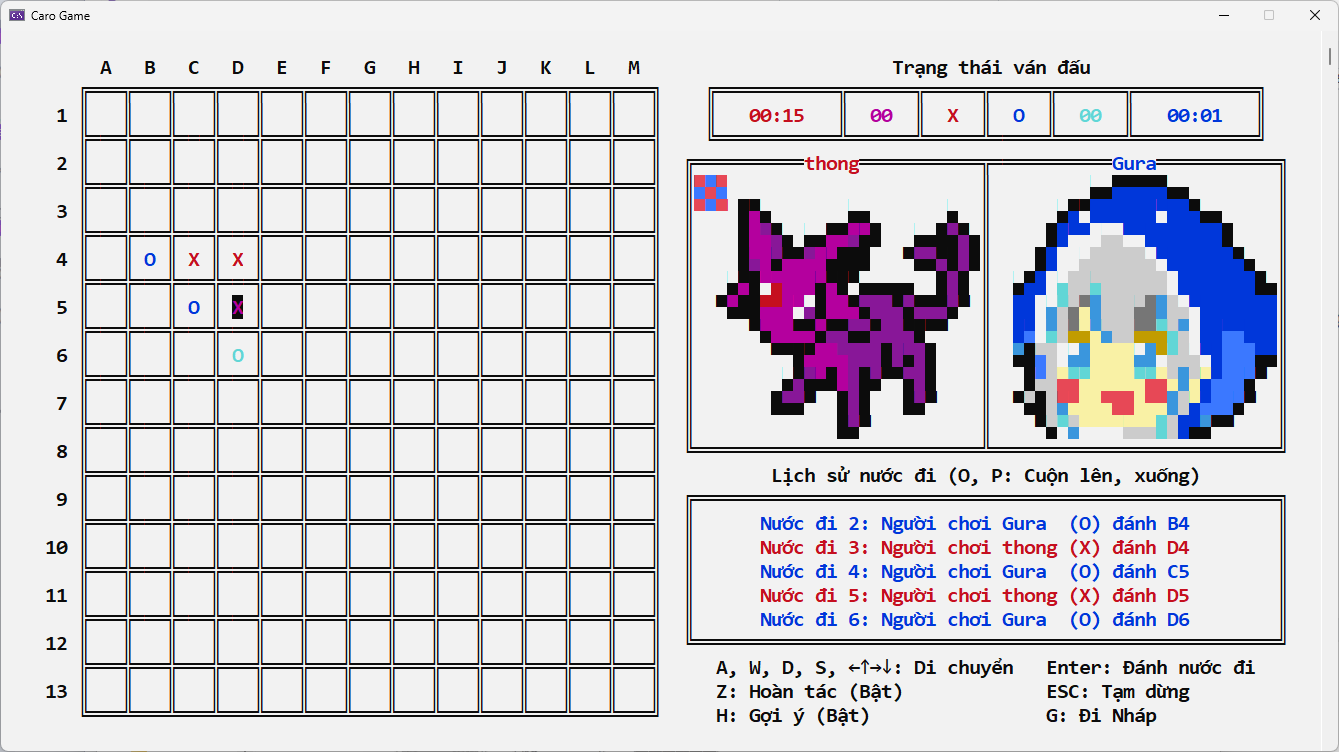 Caro Game
A B C D E F G H I J K L M
1
2
3
4 O X X
5 O X
6 O
7
8
9
10
11
12
13
Trạng thái ván đấu
00:15 00 X O 00 00:01
thong Gura
Lịch sử nước đi (O, P: Cuộn lên, xuống)
Nước đi 2: Người chơi Gura (O) đánh B4
Nước đi 3: Người chơi thong (X) đánh D4
Nước đi 4: Người chơi Gura (O) đánh C5
Nước đi 5: Người chơi thong (X) đánh D5
Nước đi 6: Người chơi Gura (O) đánh D6
A, W, D, S, ←↑→↓: Di chuyển Enter: Đánh nước đi
Z: Hoàn tác (Bật) ESC: Tạm dừng
H: Gợi ý (Bật) G: Đi Nháp